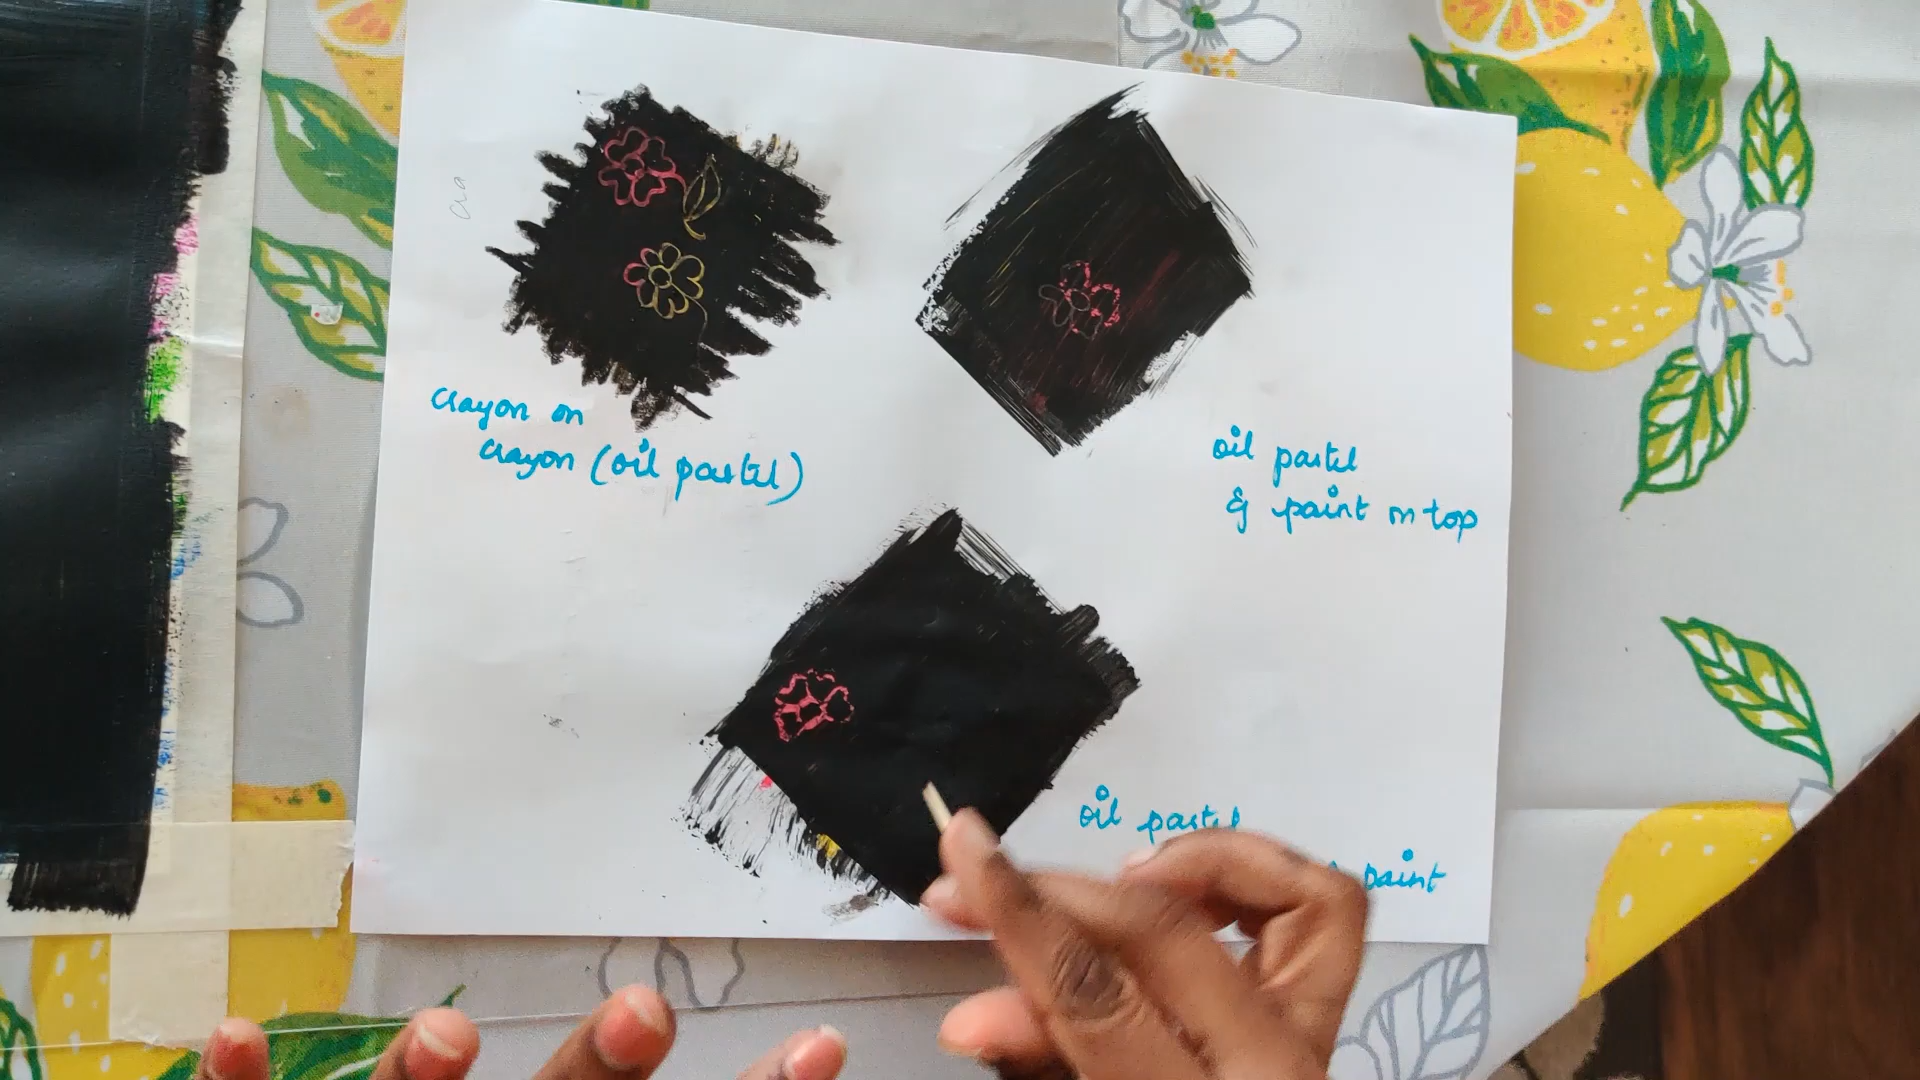 crayon on
crayon (oil pastel)
oil pastel
& paint on top
oil pastel
paint